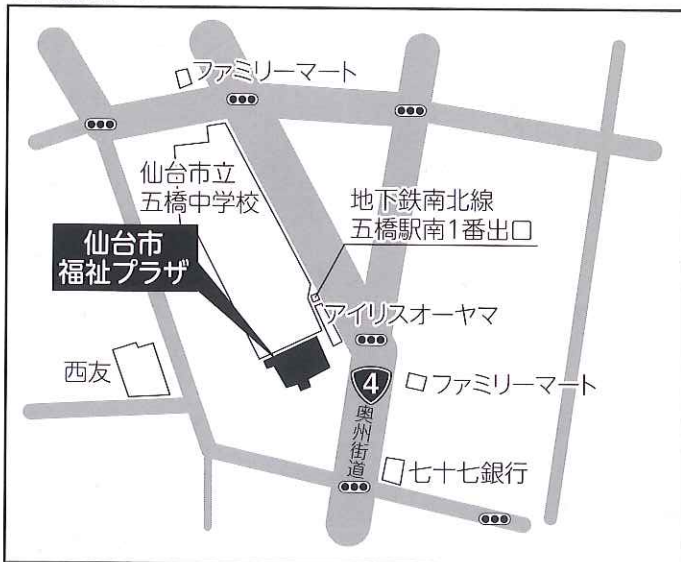 ファミリーマート
仙台市立
五橋中学校
地下鉄南北線
五橋駅南1番出口
仙台市
福祉プラザ
アイリスオーヤマ
西友
4
ファミリーマート
奥州街道
七十七銀行